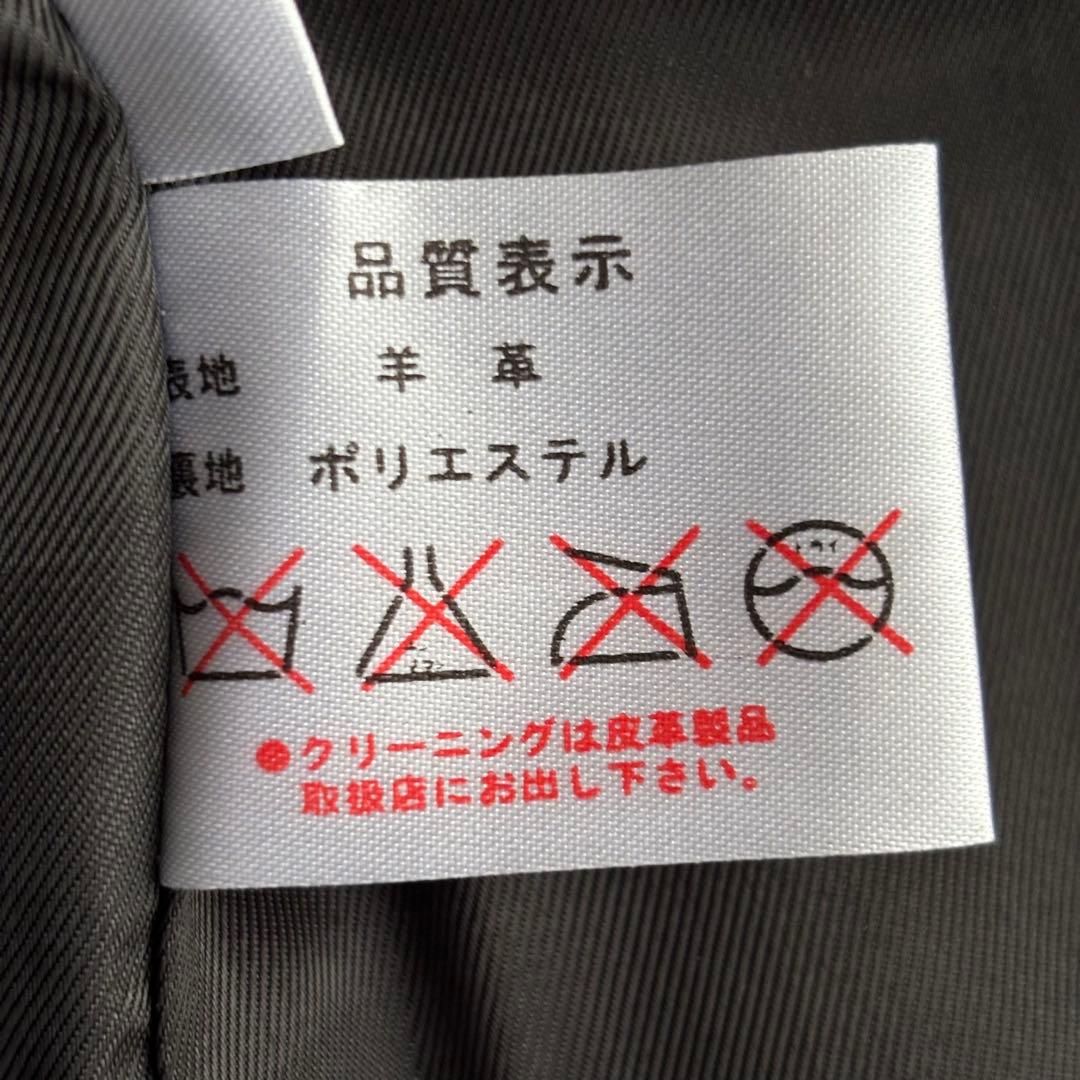 品質表示
表地 羊革
裏地 ポリエステル
●クリーニングは皮革製品
取扱店にお出し下さい。